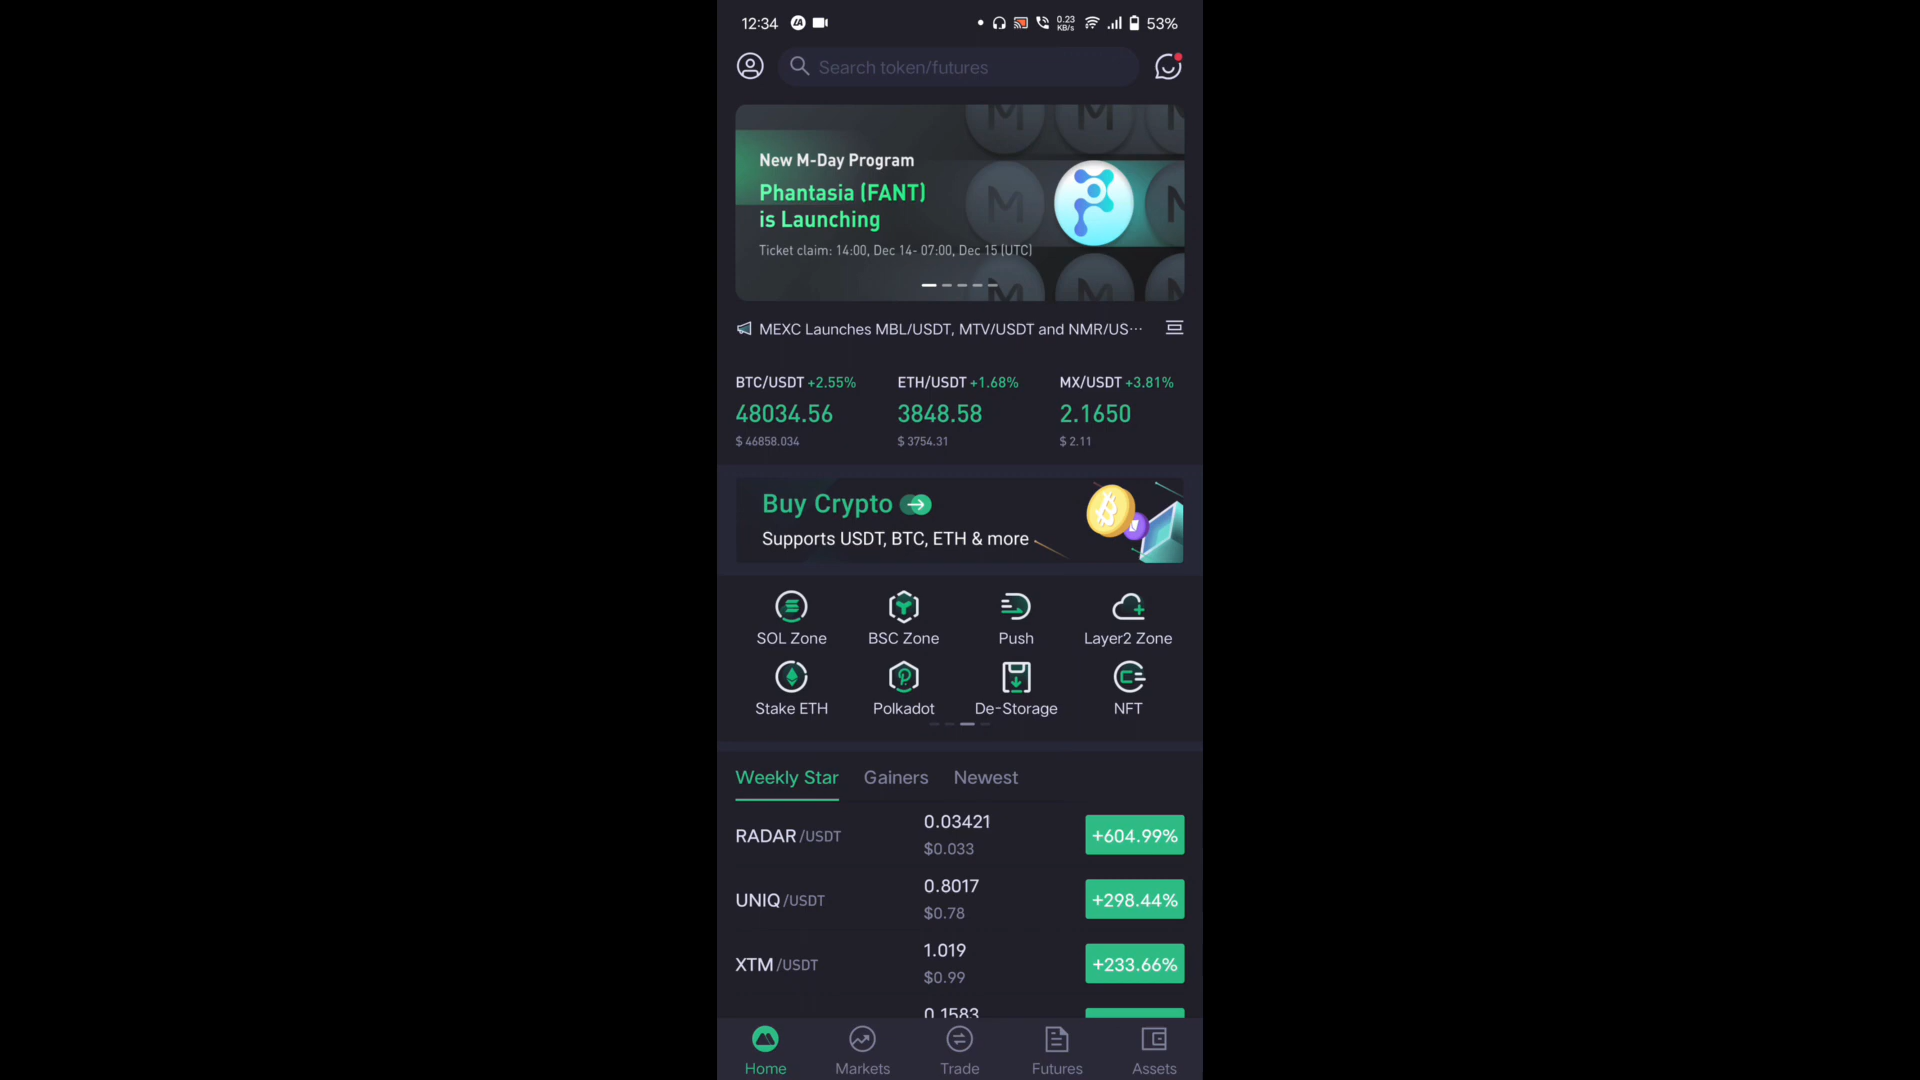 12:34
0.23
KB/s
53%
Search token/futures
New M-Day Program
Phantasia (FANT)
is Launching
Ticket claim: 14:00, Dec 14- 07:00, Dec 15 (UTC)
MEXC Launches MBL/USDT, MTV/USDT and NMR/US···
BTC/USDT +2.55% ETH/USDT +1.68% MX/USDT +3.81%
48034.56 3848.58 2.1650
$ 46858.034 $ 3754.31 $ 2.11
Buy Crypto
Supports USDT, BTC, ETH & more
SOL Zone BSC Zone Push Layer2 Zone
Stake ETH Polkadot De-Storage NFT
Weekly Star Gainers Newest
RADAR /USDT 0.03421 +604.99%
$0.033
UNIQ /USDT 0.8017 +298.44%
$0.78
XTM /USDT 1.019 +233.66%
$0.99
0.1583
Home Markets Trade Futures Assets